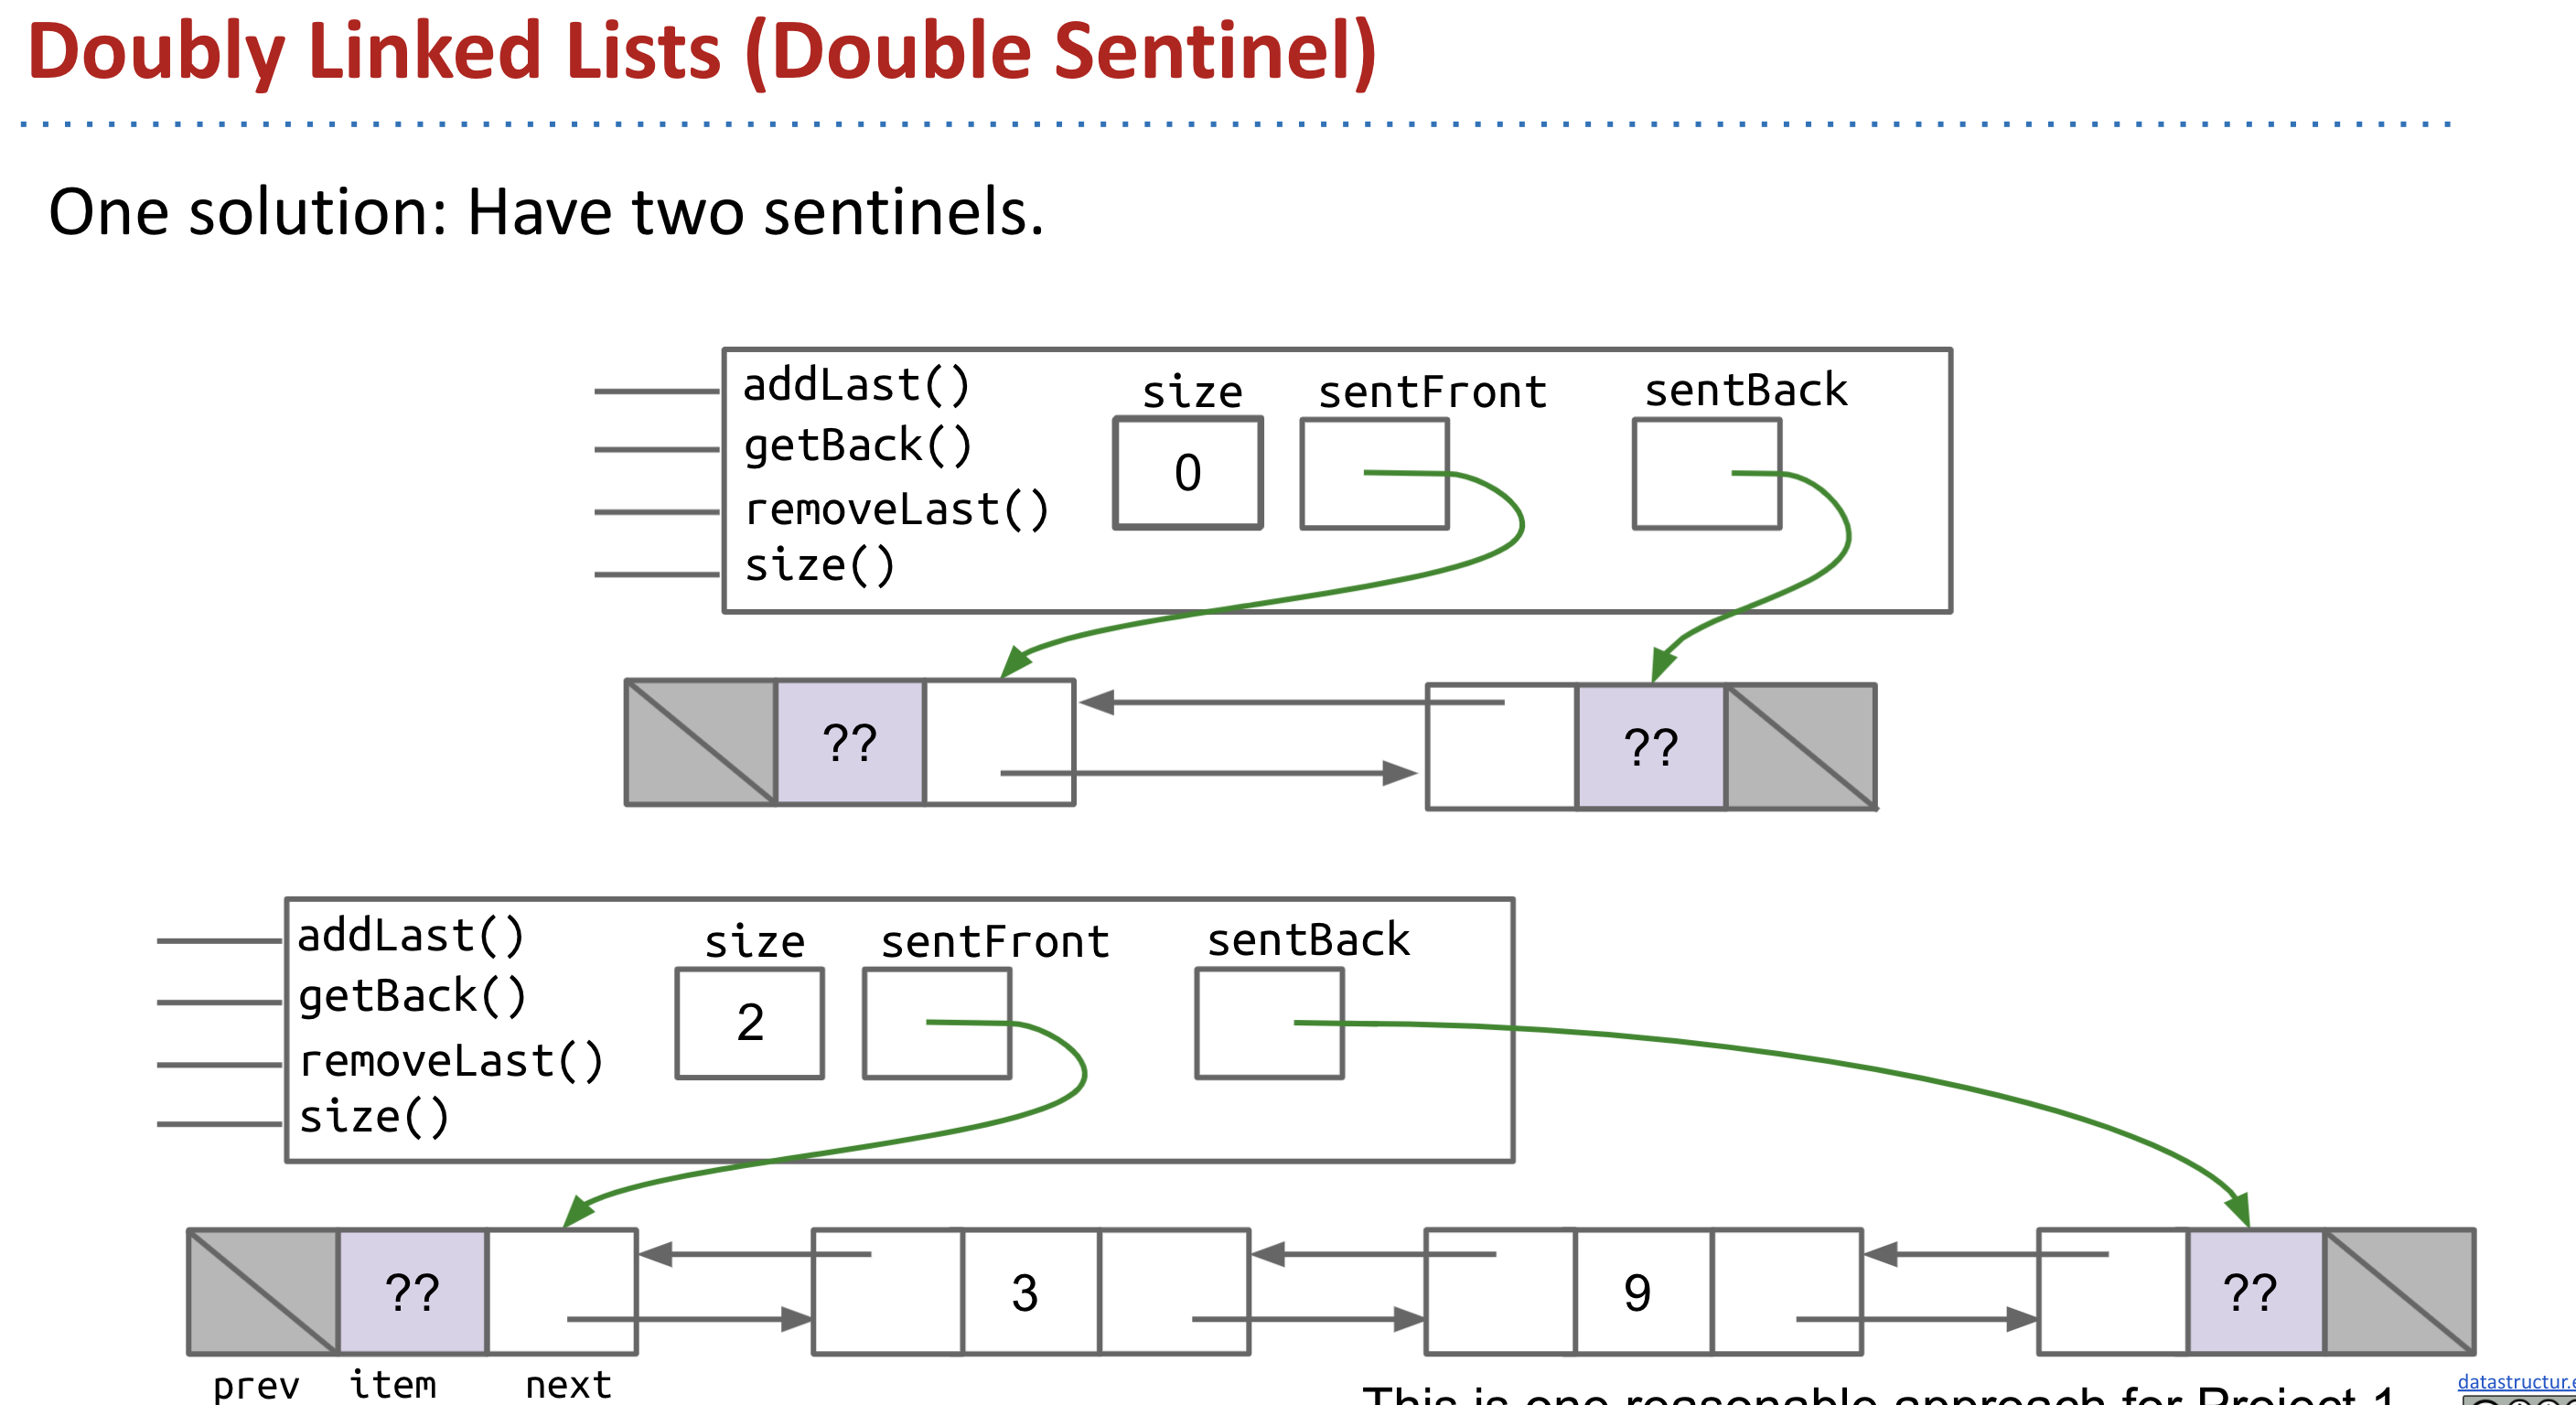 Doubly Linked Lists (Double Sentinel)
One solution: Have two sentinels.
addLast()
getBack()
removeLast()
size()
size
sentFront
sentBack
0
??
??
addLast()
getBack()
removeLast()
size()
size
sentFront
sentBack
2
??
3
9
??
prev item next
This is one reasonable approach for Project 1
datastructur.e